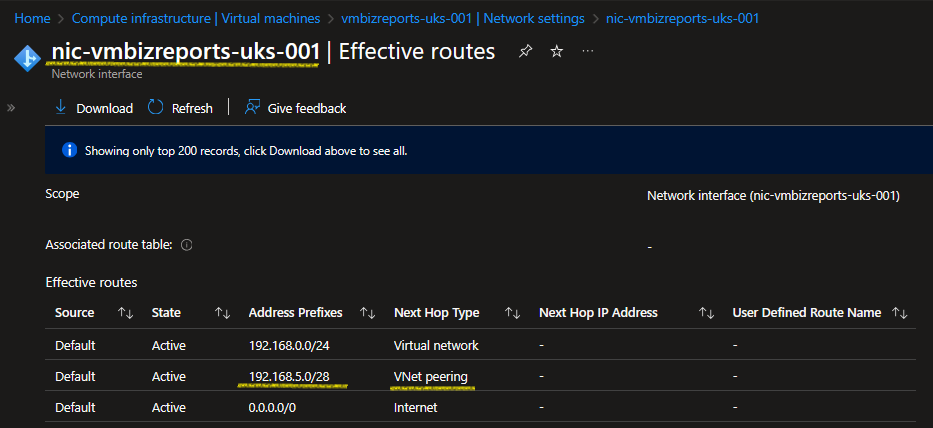 Home > Compute infrastructure | Virtual machines > vmbizreports-uks-001 | Network settings > nic-vmbizreports-uks-001
nic-vmbizreports-uks-001 | Effective routes
Network interface
Download Refresh Give feedback
Showing only top 200 records, click Download above to see all.
Scope Network interface (nic-vmbizreports-uks-001)
Associated route table: -
Effective routes
Source State Address Prefixes Next Hop Type Next Hop IP Address User Defined Route Name
Default Active 192.168.0.0/24 Virtual network - -
Default Active 192.168.5.0/28 VNet peering - -
Default Active 0.0.0.0/0 Internet - -